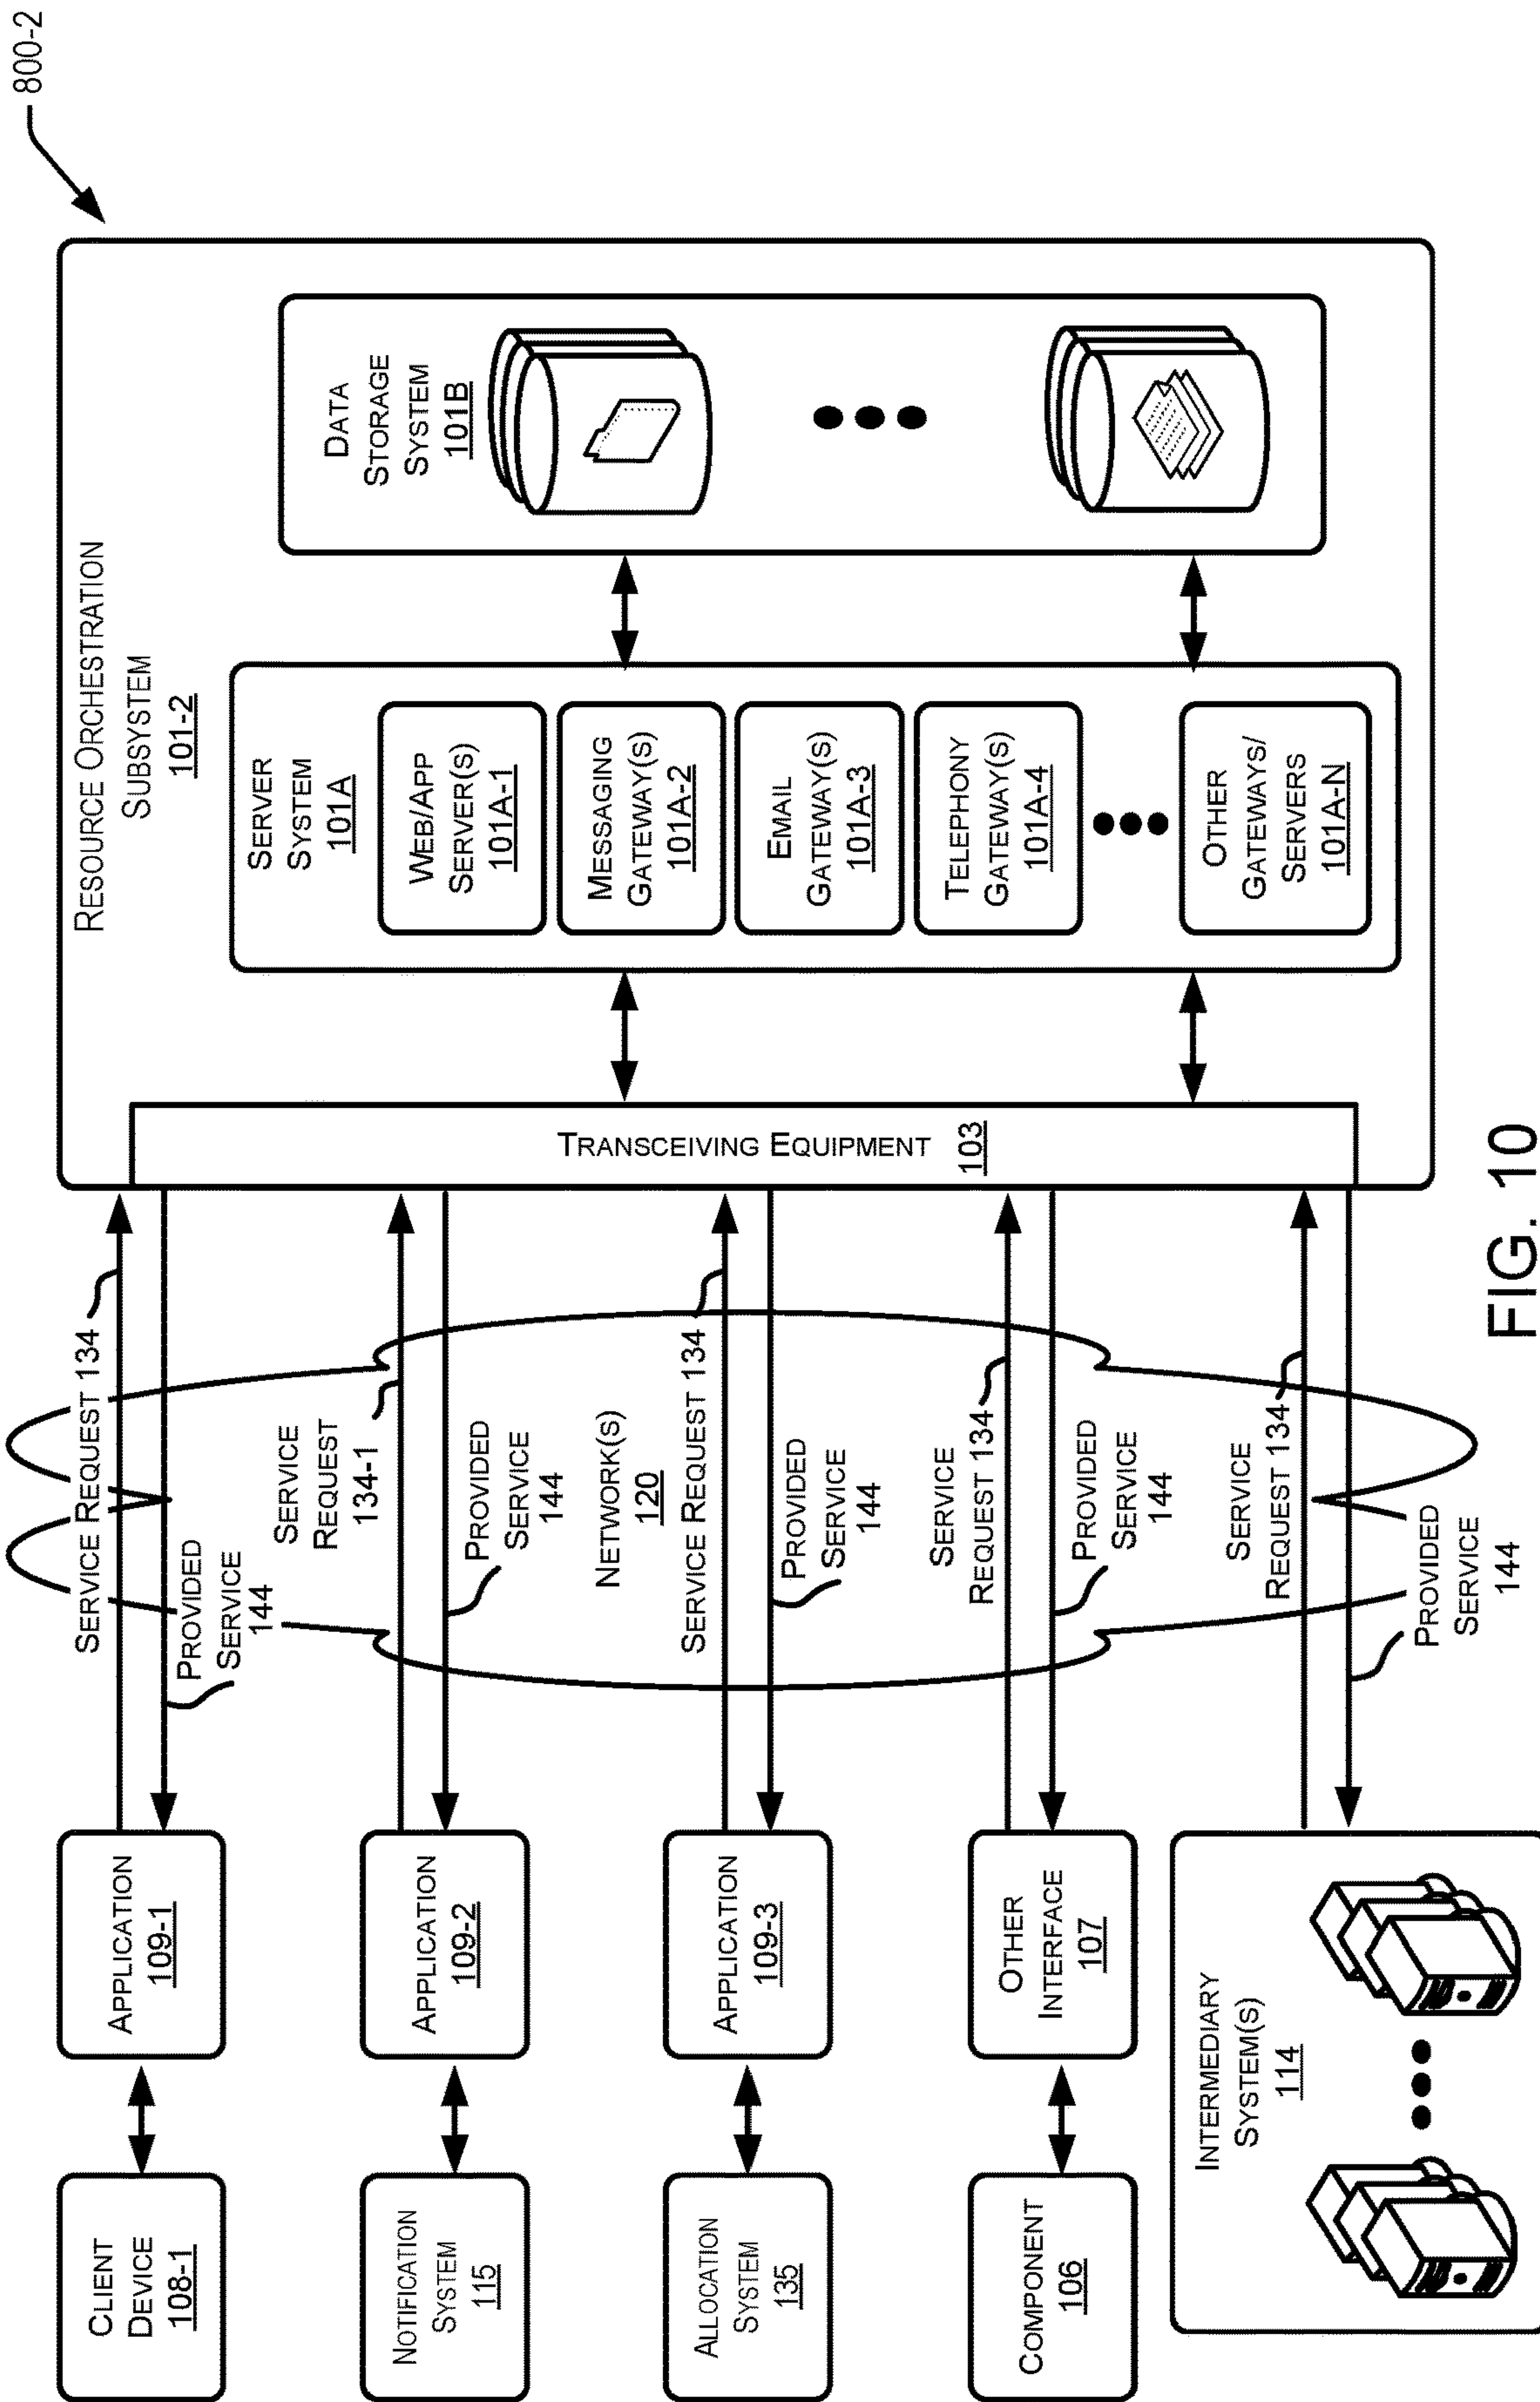 800-2
RESOURCE ORCHESTRATION
SUBSYSTEM
101-2
DATA
STORAGE
SYSTEM
101B
SERVER
SYSTEM
101A
WEB/APP
SERVER(S)
101A-1
MESSAGING
GATEWAY(S)
101A-2
EMAIL
GATEWAY(S)
101A-3
TELEPHONY
GATEWAY(S)
101A-4
OTHER
GATEWAYS/
SERVERS
101A-N
TRANSCEIVING EQUIPMENT 103
SERVICE REQUEST 134
PROVIDED
SERVICE
144
SERVICE
REQUEST
134-1
PROVIDED
SERVICE
144
NETWORK(S)
120
SERVICE REQUEST 134
PROVIDED
SERVICE
144
SERVICE
REQUEST 134
PROVIDED
SERVICE
144
SERVICE
REQUEST 134
PROVIDED
SERVICE
144
APPLICATION
109-1
APPLICATION
109-2
APPLICATION
109-3
OTHER
INTERFACE
107
INTERMEDIARY
SYSTEM(S)
114
CLIENT
DEVICE
108-1
NOTIFICATION
SYSTEM
115
ALLOCATION
SYSTEM
135
COMPONENT
106
FIG. 10